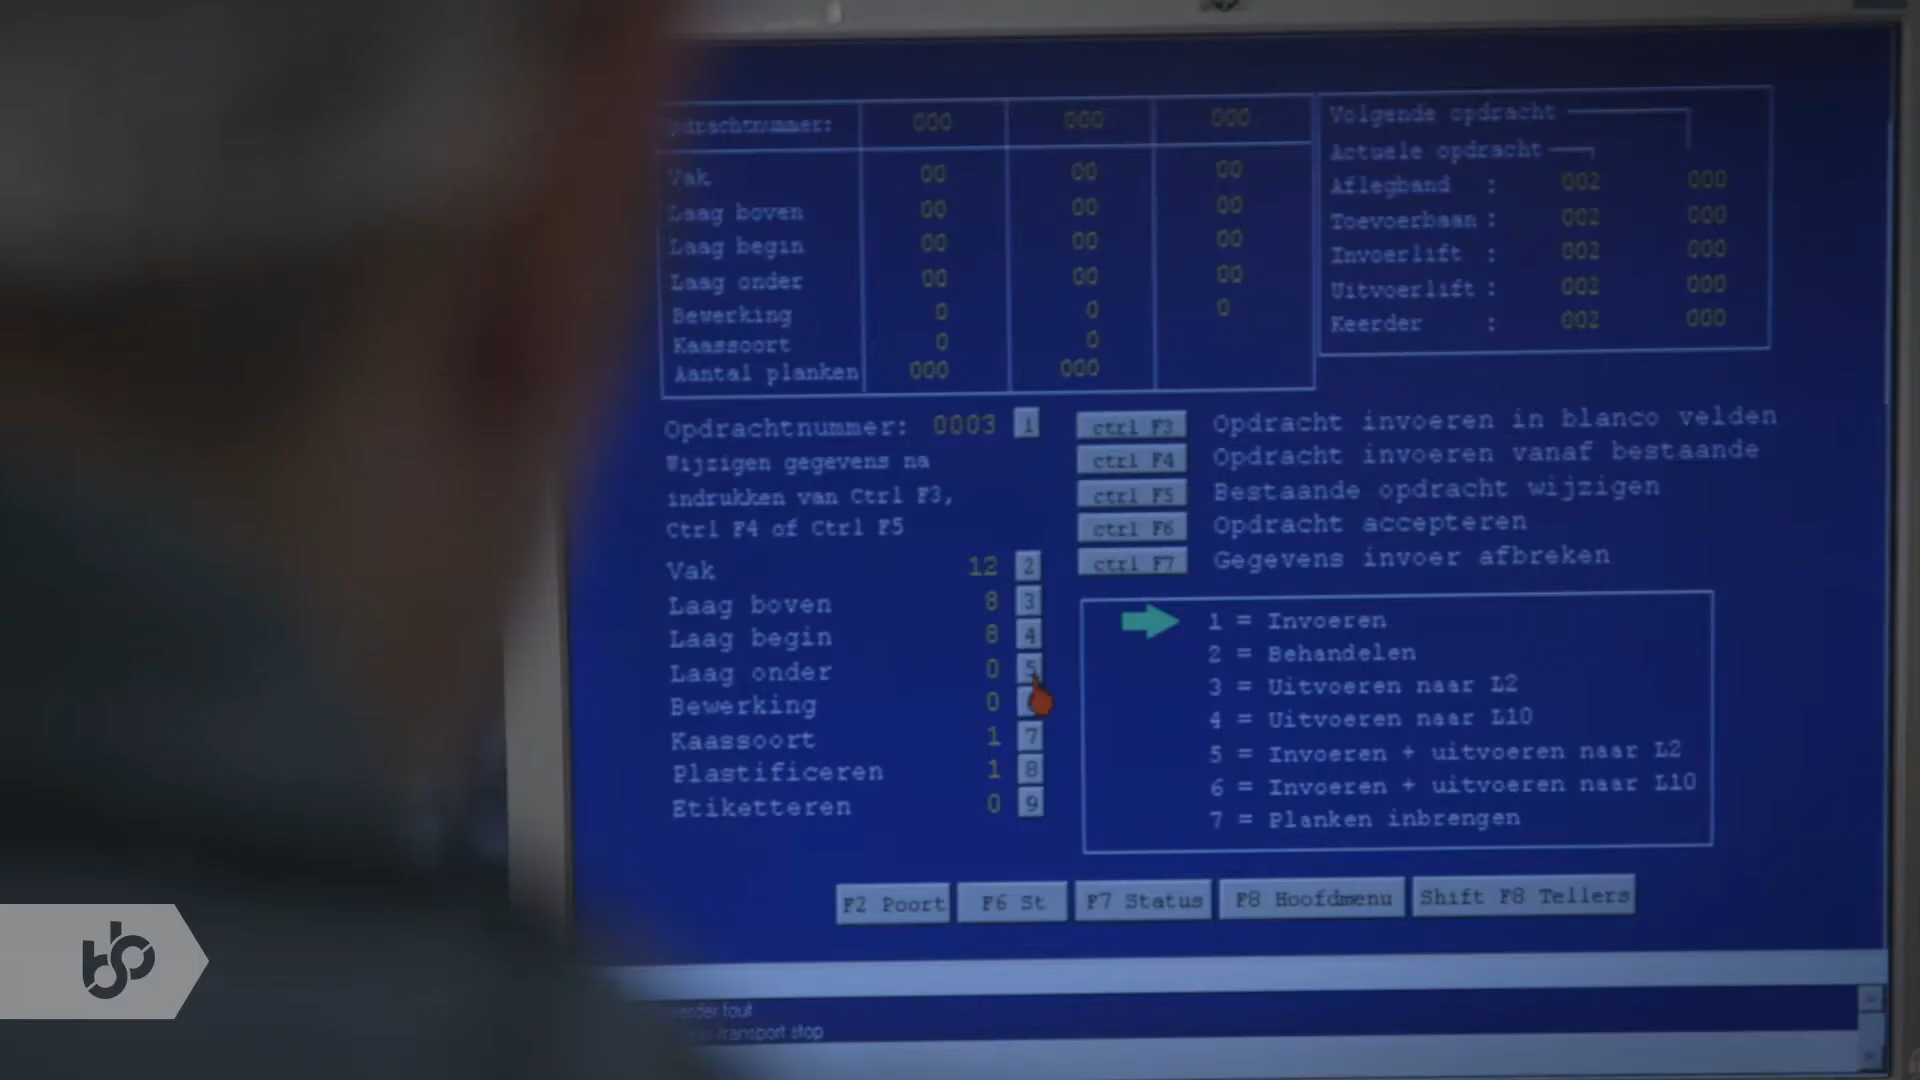 Opdrachtnummer: 000 000 000
Vak 00 00 00
Laag boven 00 00 00
Laag begin 00 00 00
Laag onder 00 00 00
Bewerking 0 0 0
Kaassoort 0 0
Aantal planken 000 000
Volgende opdracht
Actuele opdracht
Aflegband : 002 000
Toevoerbaan : 002 000
Invoerlift : 002 000
Uitvoerlift : 002 000
Keerder : 002 000
Opdrachtnummer: 0003 1
Wijzigen gegevens na
indrukken van Ctrl F3,
Ctrl F4 of Ctrl F5
Vak 12 2
Laag boven 8 3
Laag begin 8 4
Laag onder 0 5
Bewerking 0
Kaassoort 1 7
Plastificeren 1 8
Etiketteren 0 9
ctrl F3 Opdracht invoeren in blanco velden
ctrl F4 Opdracht invoeren vanaf bestaande
ctrl F5 Bestaande opdracht wijzigen
ctrl F6 Opdracht accepteren
ctrl F7 Gegevens invoer afbreken
1 = Invoeren
2 = Behandelen
3 = Uitvoeren naar L2
4 = Uitvoeren naar L10
5 = Invoeren + uitvoeren naar L2
6 = Invoeren + uitvoeren naar L10
7 = Planken inbrengen
F2 Poort F6 St F7 Status F8 Hoofdmenu Shift F8 Tellers
fout
transport stop